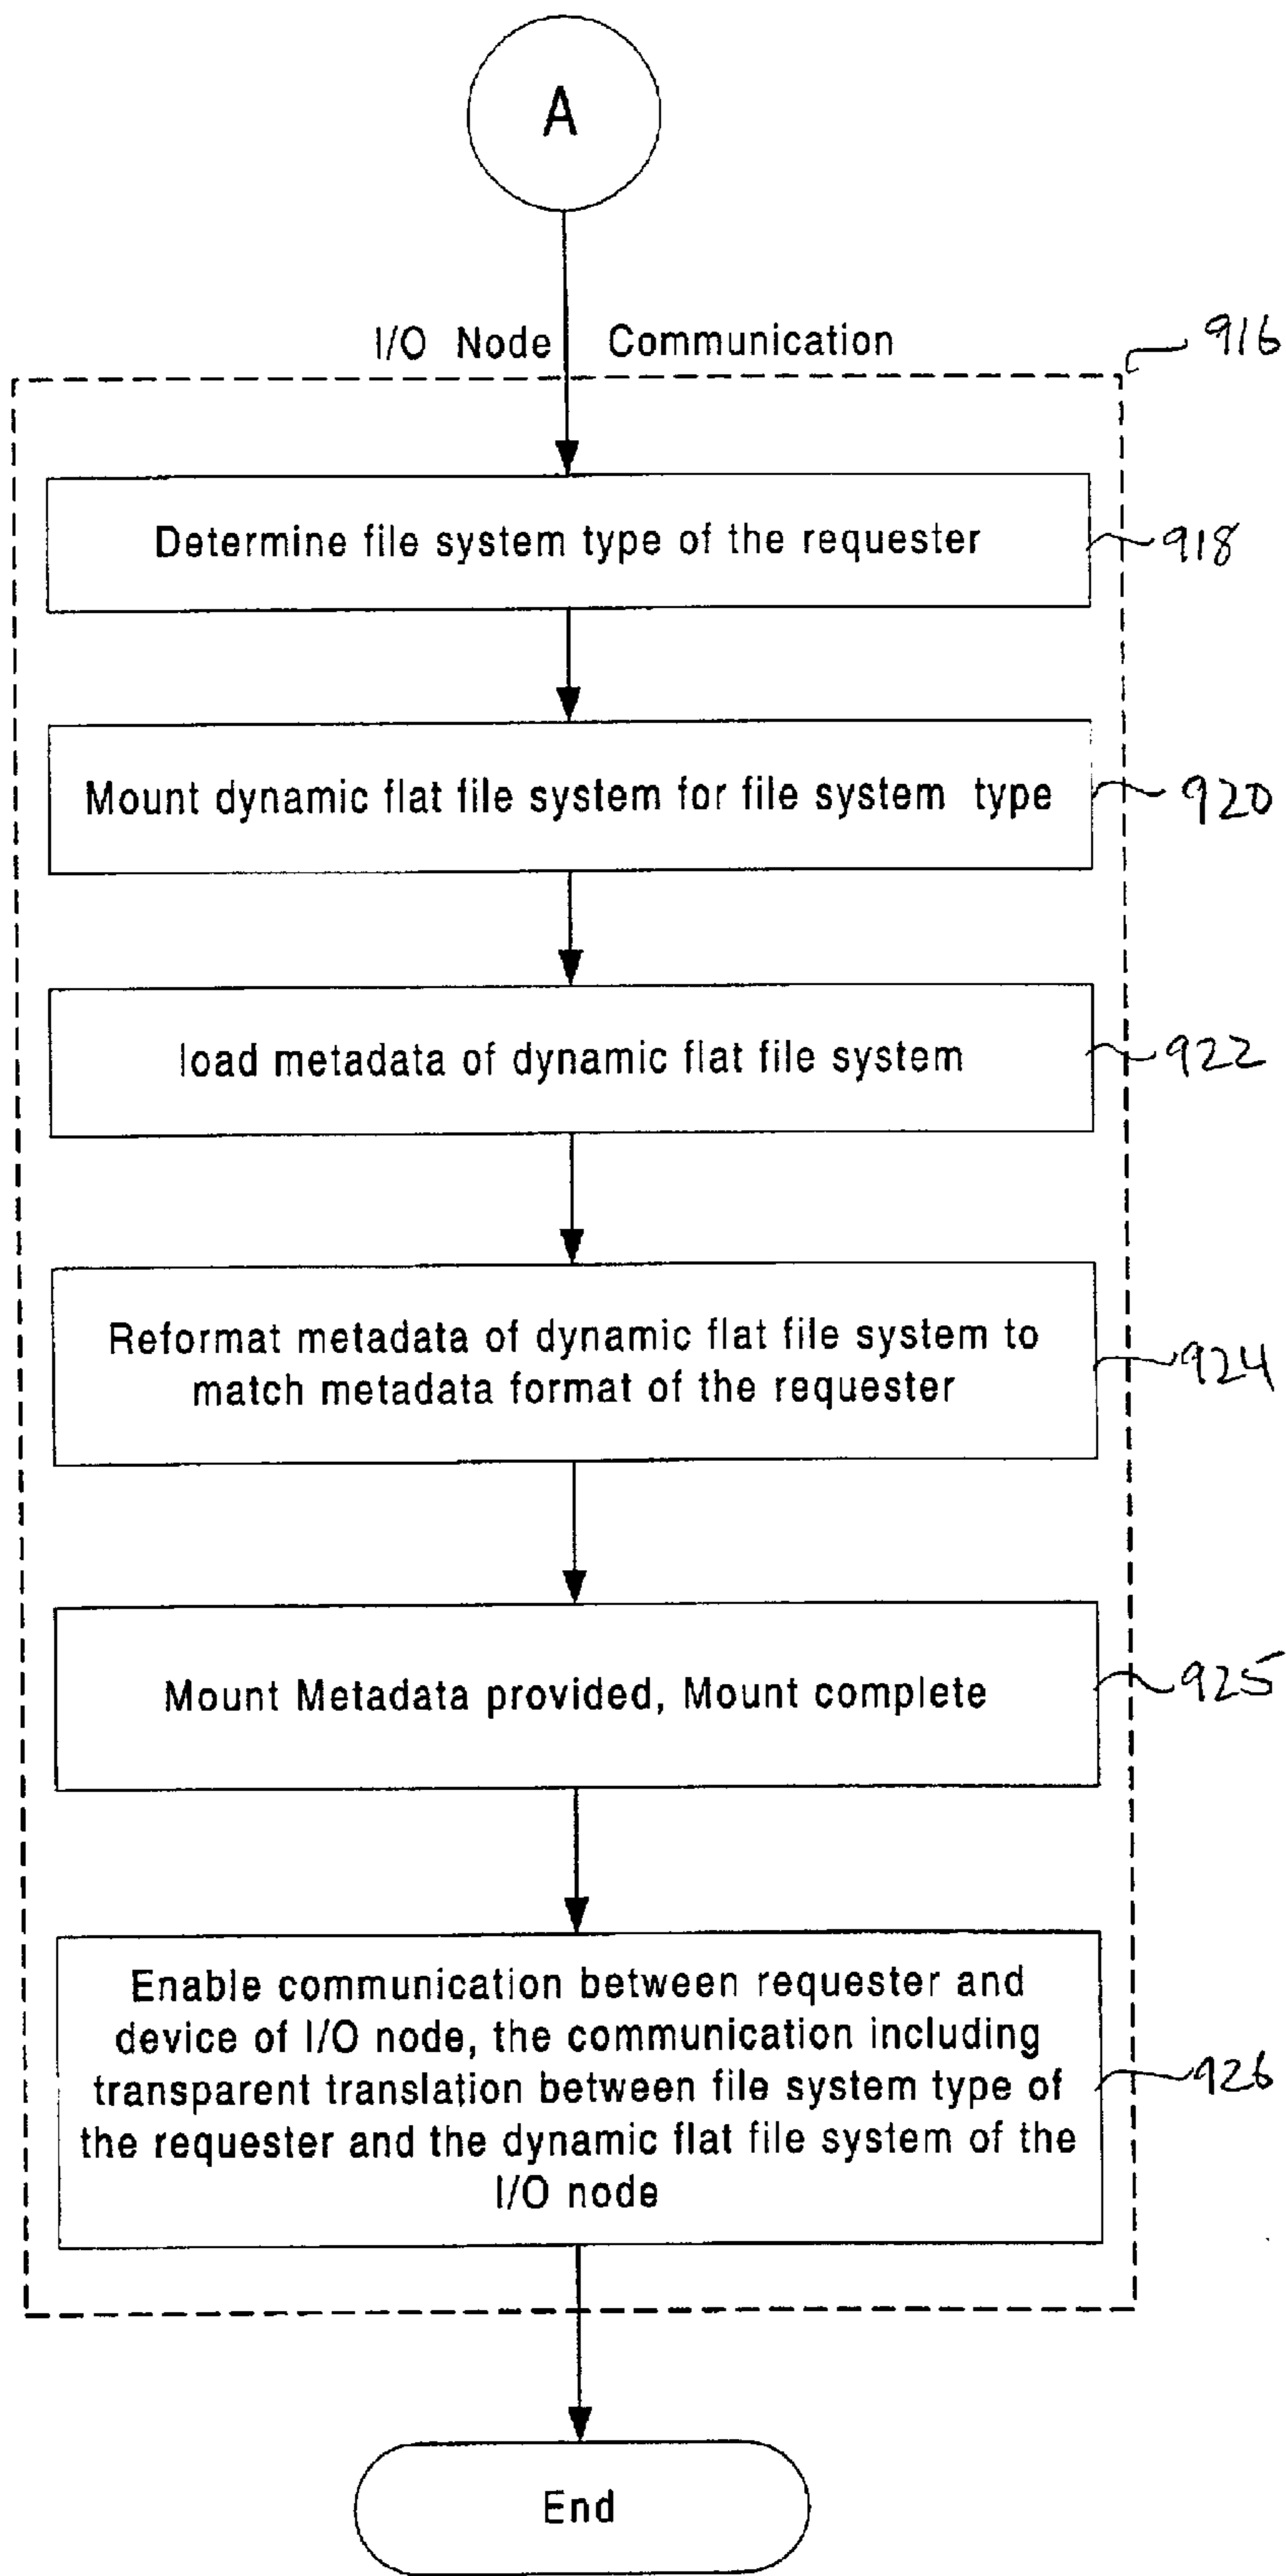 A
I/O Node Communication
916
Determine file system type of the requester
918
Mount dynamic flat file system for file system type
920
load metadata of dynamic flat file system
922
Reformat metadata of dynamic flat file system to
match metadata format of the requester
924
Mount Metadata provided, Mount complete
925
Enable communication between requester and
device of I/O node, the communication including
transparent translation between file system type of
the requester and the dynamic flat file system of the
I/O node
926
End